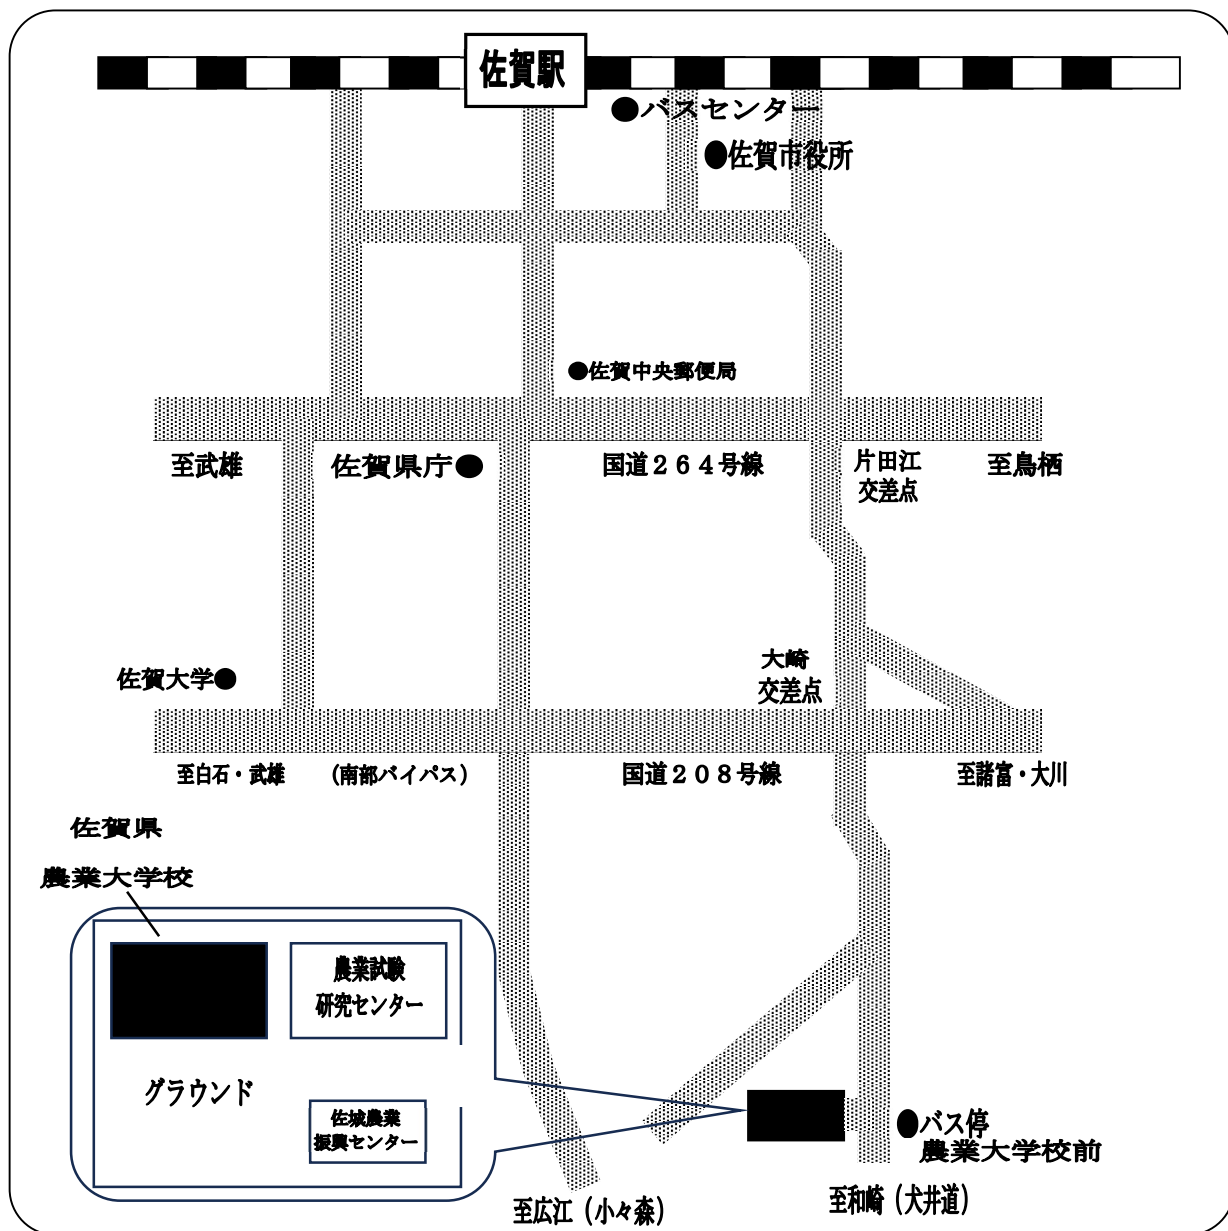 佐賀駅
●バスセンター
●佐賀市役所
●佐賀中央郵便局
至武雄
佐賀県庁●
国道２６４号線
片田江
交差点
至鳥栖
佐賀大学●
大崎
交差点
至白石・武雄
(南部バイパス)
国道２０８号線
至諸富・大川
佐賀県
農業大学校
農業試験
研究センター
グラウンド
佐城農業
振興センター
●バス停
農業大学校前
至広江（小々森）
至和崎（犬井道）